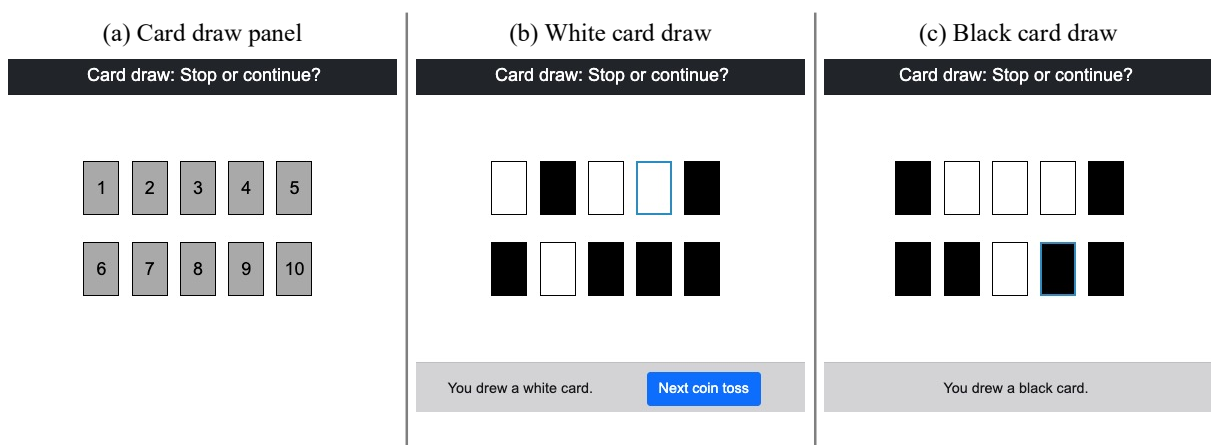 (a) Card draw panel
Card draw: Stop or continue?
1 2 3 4 5
6 7 8 9 10
(b) White card draw
Card draw: Stop or continue?
You drew a white card.
Next coin toss
(c) Black card draw
Card draw: Stop or continue?
You drew a black card.